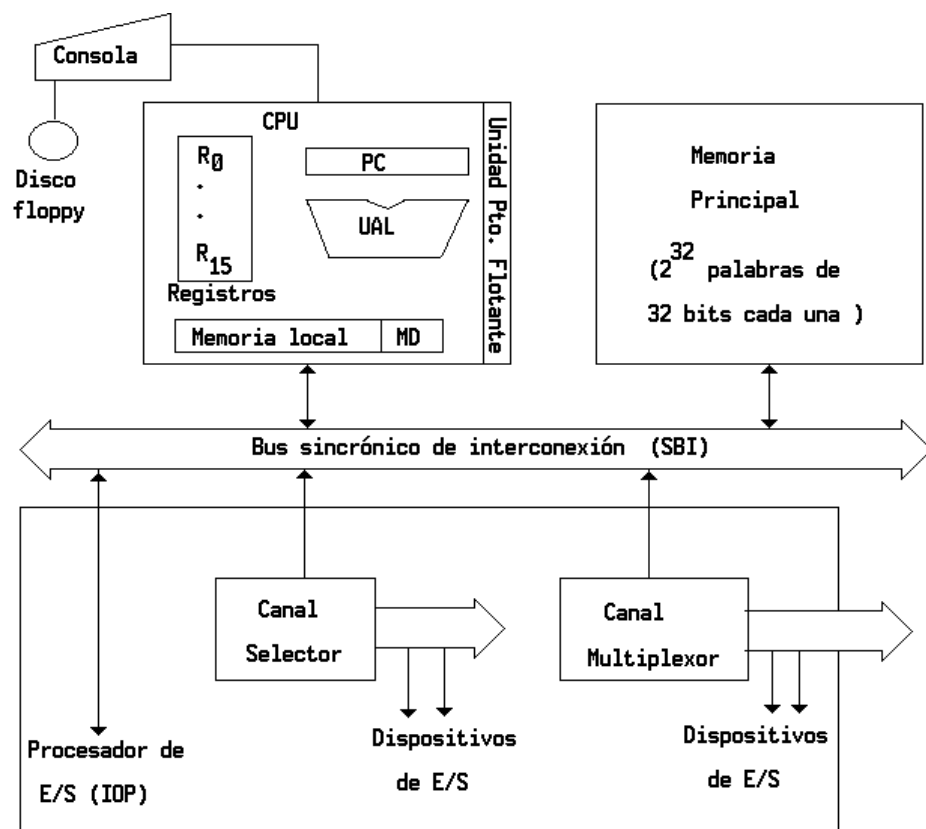 Consola
Disco
floppy
CPU
R0
.
.
R15
Registros
PC
UAL
Memoria local
MD
Unidad Pto. Flotante
Memoria
Principal
(2^32 palabras de
32 bits cada una )
Bus sincrónico de interconexión (SBI)
Canal
Selector
Canal
Multiplexor
Procesador de
E/S (IOP)
Dispositivos
de E/S
Dispositivos
de E/S